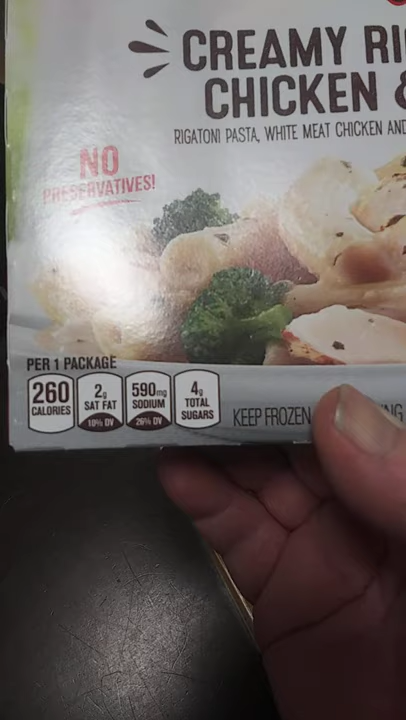 CREAMY RI
CHICKEN &
RIGATONI PASTA, WHITE MEAT CHICKEN AND
NO
PRESERVATIVES!
PER 1 PACKAGE
260 CALORIES
2g SAT FAT 10% DV
590mg SODIUM 26% DV
4g TOTAL SUGARS
KEEP FROZEN